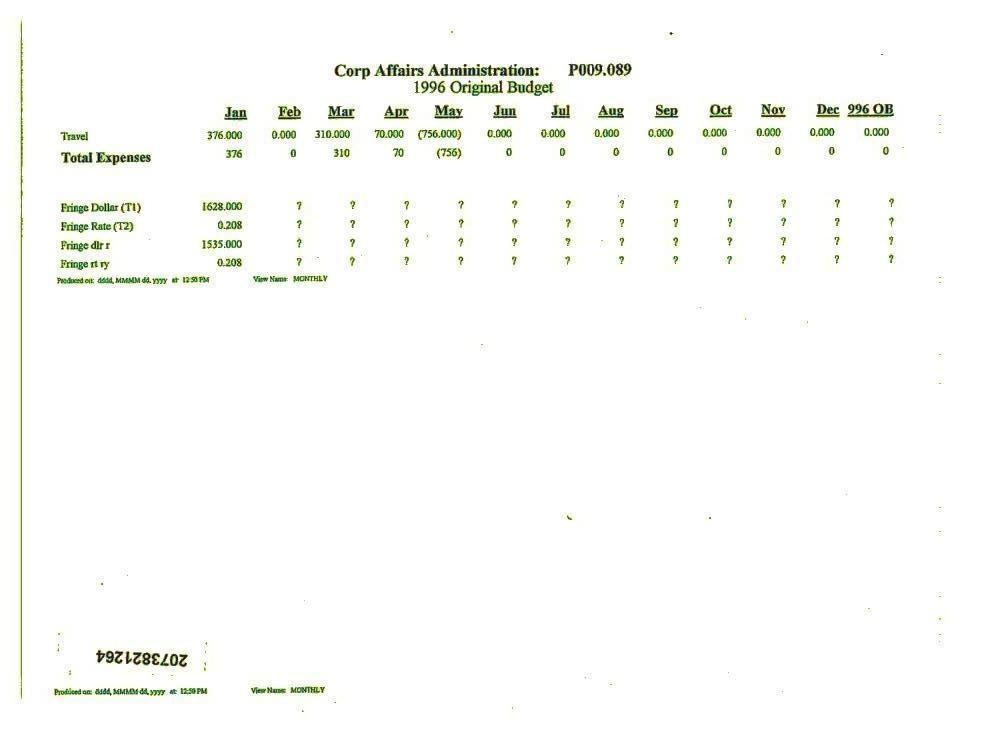 Corp Affairs Administration: P009.089
1996 Original Budget
Jan Feb Mar Apr May Jun Jul Aug Sep Oct Nov Dec 996 OB
Travel 376.000 0.000 310.000 70.000 (756.000) 0.000 0.000 0.000 0.000 0.000 0.000 0.000 0.000
Total Expenses 376 0 310 70 (756) 0 0 0 0 0 0 0 0
Fringe Dollar (T1) 1628.000 ? ? ? ? ? ? ? ? ? ? ? ?
Fringe Rate (T2) 0.208 ? ? ? ? ? ? ? ? ? ? ? ?
Fringe dlr r 1535.000 ? ? ? ? ? ? ? ? ? ? ? ?
Fringe rt ry 0.208 ? ? ? ? ? ? ? ? ? ? ? ?
Produced on: dddd, MMMM dd, yyyy at: 12:50 PM View Name: MONTHLY
2073821264
Produced on: dddd, MMMM dd, yyyy at: 12:50 PM View Name: MONTHLY